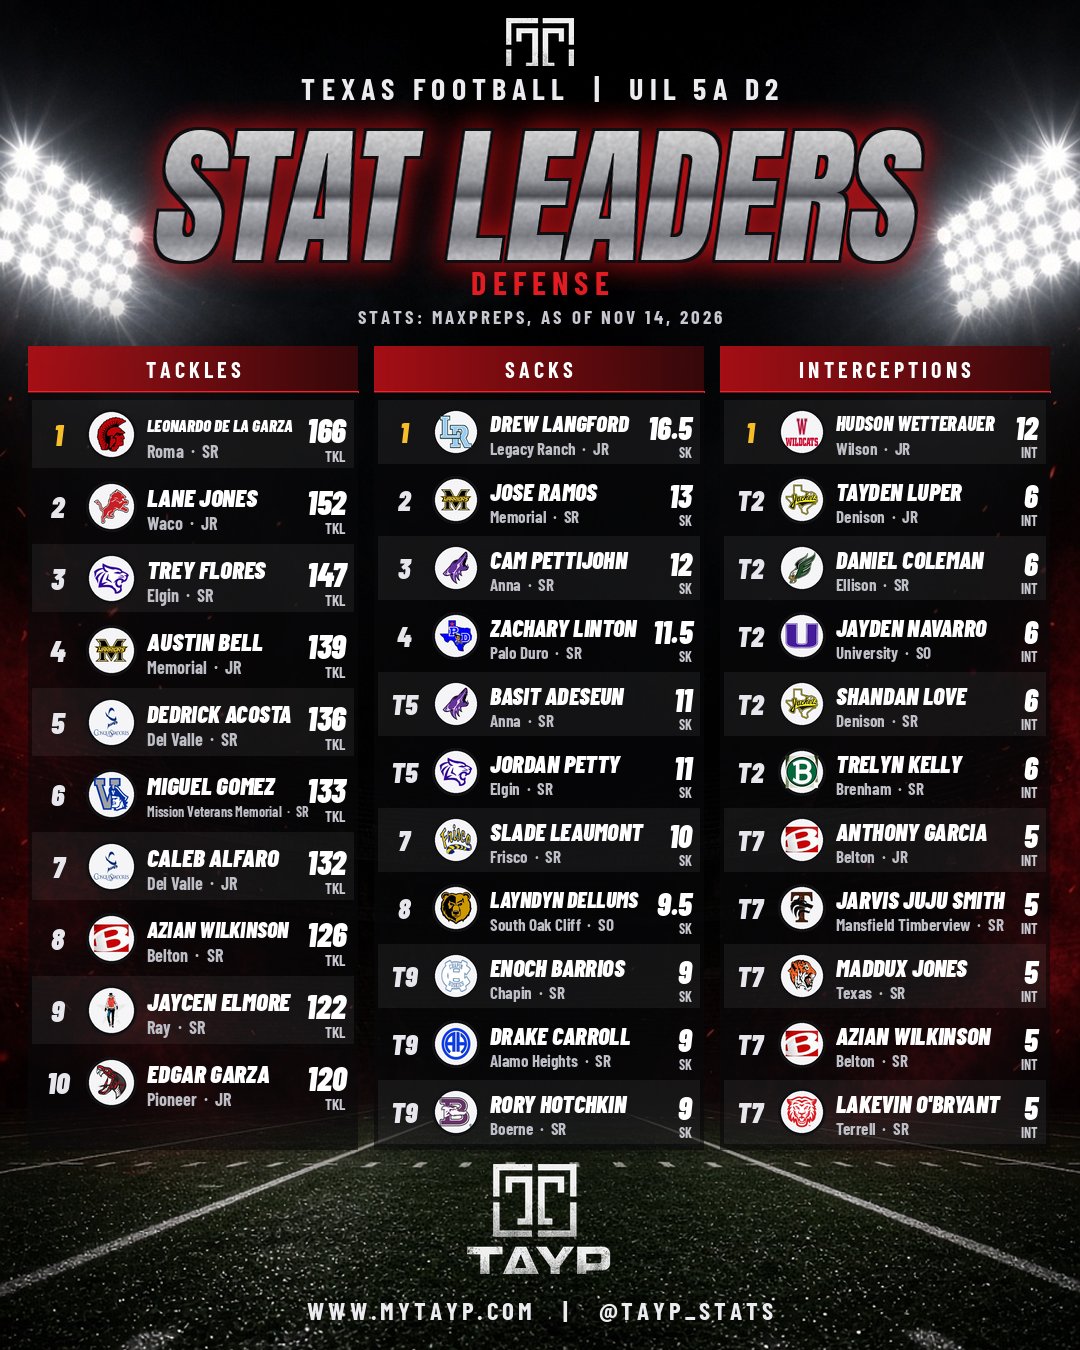 TEXAS FOOTBALL | UIL 5A D2
STAT LEADERS
DEFENSE
STATS: MAXPREPS, AS OF NOV 14, 2026
TACKLES
1 LEONARDO DE LA GARZA 166
Roma · SR TKL
2 LANE JONES 152
Waco · JR TKL
3 TREY FLORES 147
Elgin · SR TKL
4 AUSTIN BELL 139
Memorial · JR TKL
5 DEDRICK ACOSTA 136
Del Valle · SR TKL
6 MIGUEL GOMEZ 133
Mission Veterans Memorial · SR TKL
7 CALEB ALFARO 132
Del Valle · JR TKL
8 AZIAN WILKINSON 126
Belton · SR TKL
9 JAYCEN ELMORE 122
Ray · SR TKL
10 EDGAR GARZA 120
Pioneer · JR TKL
SACKS
1 DREW LANGFORD 16.5
Legacy Ranch · JR SK
2 JOSE RAMOS 13
Memorial · SR SK
3 CAM PETTIJOHN 12
Anna · SR SK
4 ZACHARY LINTON 11.5
Palo Duro · SR SK
T5 BASIT ADESEUN 11
Anna · SR SK
T5 JORDAN PETTY 11
Elgin · SR SK
7 SLADE LEAUMONT 10
Frisco · SR SK
8 LAYNDYN DELLUMS 9.5
South Oak Cliff · SO SK
T9 ENOCH BARRIOS 9
Chapin · SR SK
T9 DRAKE CARROLL 9
Alamo Heights · SR SK
T9 RORY HOTCHKIN 9
Boerne · SR SK
INTERCEPTIONS
1 HUDSON WETTERAUER 12
Wilson · JR INT
T2 TAYDEN LUPER 6
Denison · JR INT
T2 DANIEL COLEMAN 6
Ellison · SR INT
T2 JAYDEN NAVARRO 6
University · SO INT
T2 SHANDAN LOVE 6
Denison · SR INT
T2 TRELYN KELLY 6
Brenham · SR INT
T7 ANTHONY GARCIA 5
Belton · JR INT
T7 JARVIS JUJU SMITH 5
Mansfield Timberview · SR INT
T7 MADDUX JONES 5
Texas · SR INT
T7 AZIAN WILKINSON 5
Belton · SR INT
T7 LAKEVIN O'BRYANT 5
Terrell · SR INT
TAYP
WWW.MYTAYP.COM | @TAYP_STATS